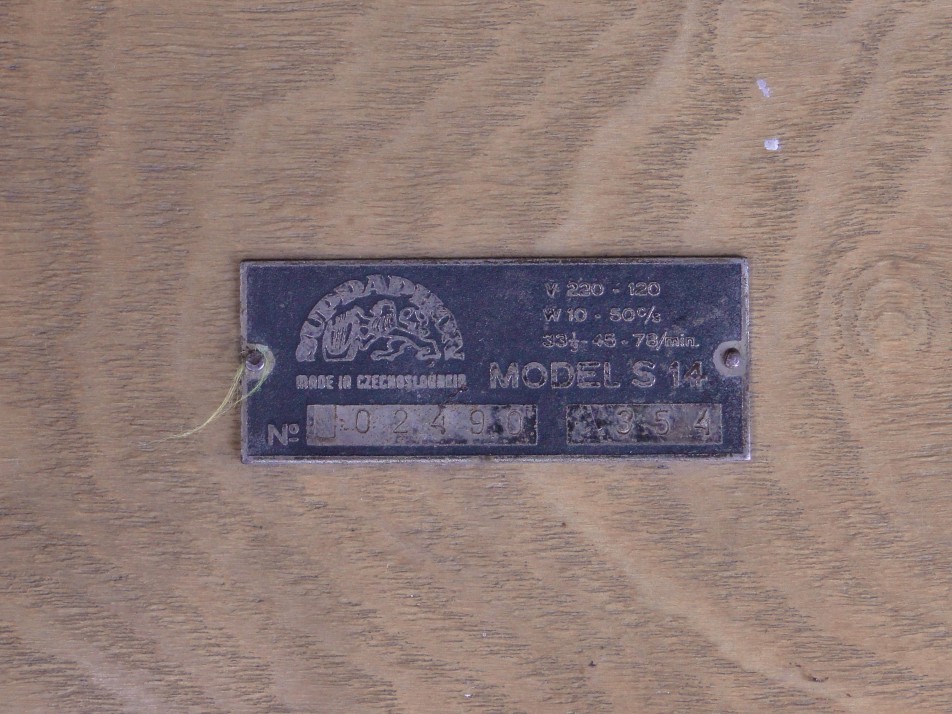 SUPRAPHON
MADE IN CZECHOSLOVAKIA
V 220 - 120
W 10 - 50 c/s
33⅓ - 45 - 78/min.
MODEL S 14
Nº 02490 354